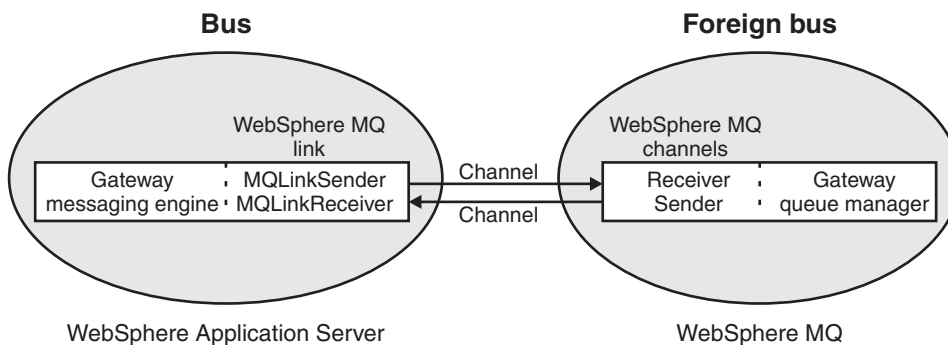 Bus
Foreign bus
WebSphere MQ
link
WebSphere MQ
channels
Gateway
messaging engine
MQLinkSender
MQLinkReceiver
Channel
Channel
Receiver
Sender
Gateway
queue manager
WebSphere Application Server
WebSphere MQ